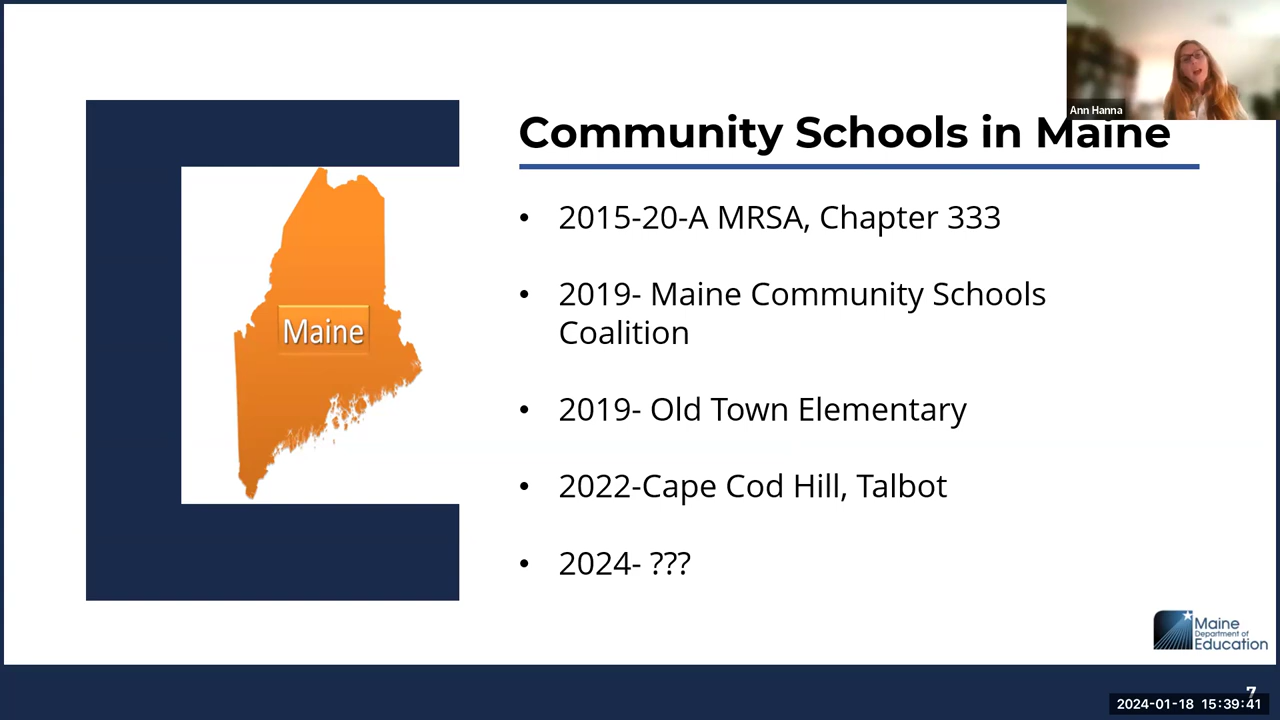 Ann Hanna
Community Schools in Maine
Maine
• 2015-20-A MRSA, Chapter 333
• 2019- Maine Community Schools
Coalition
• 2019- Old Town Elementary
• 2022-Cape Cod Hill, Talbot
• 2024- ???
Maine
Department of
Education
7
2024-01-18 15:39:41